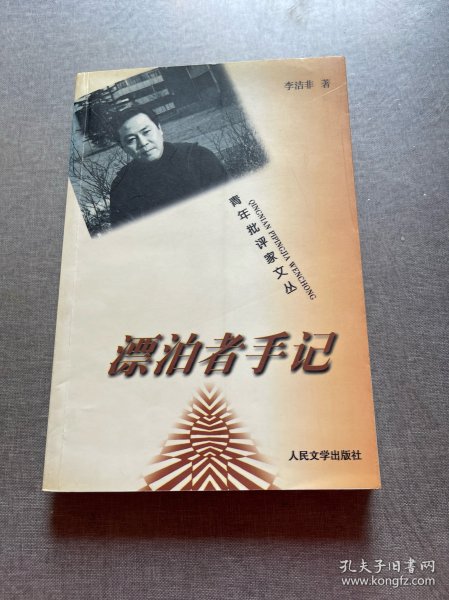 李洁非 著
青年批评家文丛
QINGNIAN PIPINGJIA WENCHONG
漂泊者手记
人民文学出版社
孔夫子旧书网
www.kongfz.com